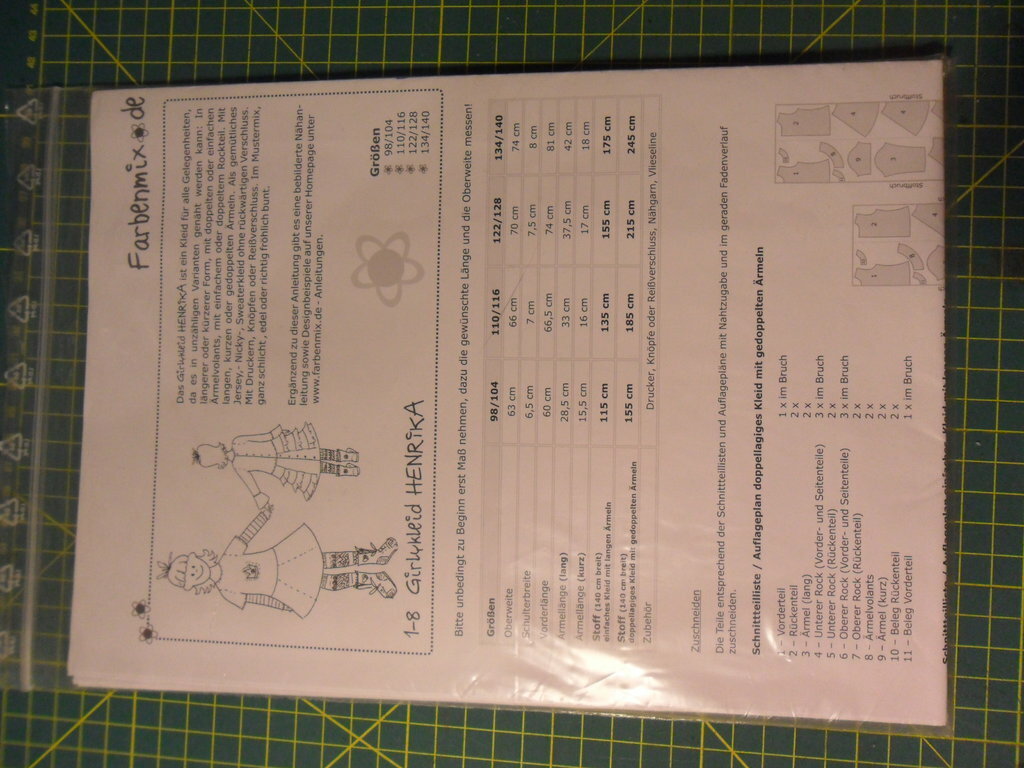 Farbenmix.de
Das Girlykleid HENRIKA ist ein Kleid für alle Gelegenheiten,
da es in unzähligen Varianten genäht werden kann: In
längerer oder kürzerer Form, mit doppelten oder einfachen
Ärmelvolants, mit einfachem oder doppeltem Rockteil. Mit
langen, kurzen oder gedoppelten Ärmeln. Als gemütliches
Jersey-, Nicky-, Sweaterkleid ohne rückwärtigen Verschluss.
Mit Druckern, Knöpfen oder Reißverschluss. Im Mustermix,
ganz schlicht, edel oder richtig fröhlich bunt.
Ergänzend zu dieser Anleitung gibt es eine bebilderte Nähan-
leitung sowie Designbeispiele auf unserer Homepage unter
www.farbenmix.de - Anleitungen.
Größen
98/104
110/116
122/128
134/140
1-8 Girlykleid HENRIKA
Bitte unbedingt zu Beginn erst Maß nehmen, dazu die gewünschte Länge und die Oberweite messen!
Größen 98/104 110/116 122/128 134/140
Oberweite 63 cm 66 cm 70 cm 74 cm
Schulterbreite 6,5 cm 7 cm 7,5 cm 8 cm
Vorderlänge 60 cm 66,5 cm 74 cm 81 cm
Ärmellänge (lang) 28,5 cm 33 cm 37,5 cm 42 cm
Ärmellänge (kurz) 15,5 cm 16 cm 17 cm 18 cm
Stoff (140 cm breit)
einfaches Kleid mit langen Ärmeln 115 cm 135 cm 155 cm 175 cm
Stoff (140 cm breit)
doppellagiges Kleid mit gedoppelten Ärmeln 155 cm 185 cm 215 cm 245 cm
Zubehör Drucker, Knöpfe oder Reißverschluss, Nähgarn, Vlieseline
Zuschneiden
Die Teile entsprechend der Schnittteillisten und Auflagepläne mit Nahtzugabe und im geraden Fadenverlauf
zuschneiden.
Schnittteilliste / Auflageplan doppellagiges Kleid mit gedoppelten Ärmeln
1 – Vorderteil 1 x im Bruch
2 – Rückenteil 2 x
3 – Ärmel (lang) 2 x
4 – Unterer Rock (Vorder- und Seitenteile) 3 x im Bruch
5 – Unterer Rock (Rückenteil) 2 x
6 – Oberer Rock (Vorder- und Seitenteile) 3 x im Bruch
7 – Oberer Rock (Rückenteil) 2 x
8 – Ärmelvolants 2 x
9 – Ärmel (kurz) 2 x
10 – Beleg Rückenteil 2 x
11 – Beleg Vorderteil 1 x im Bruch
Stoffbruch
Stoffbruch